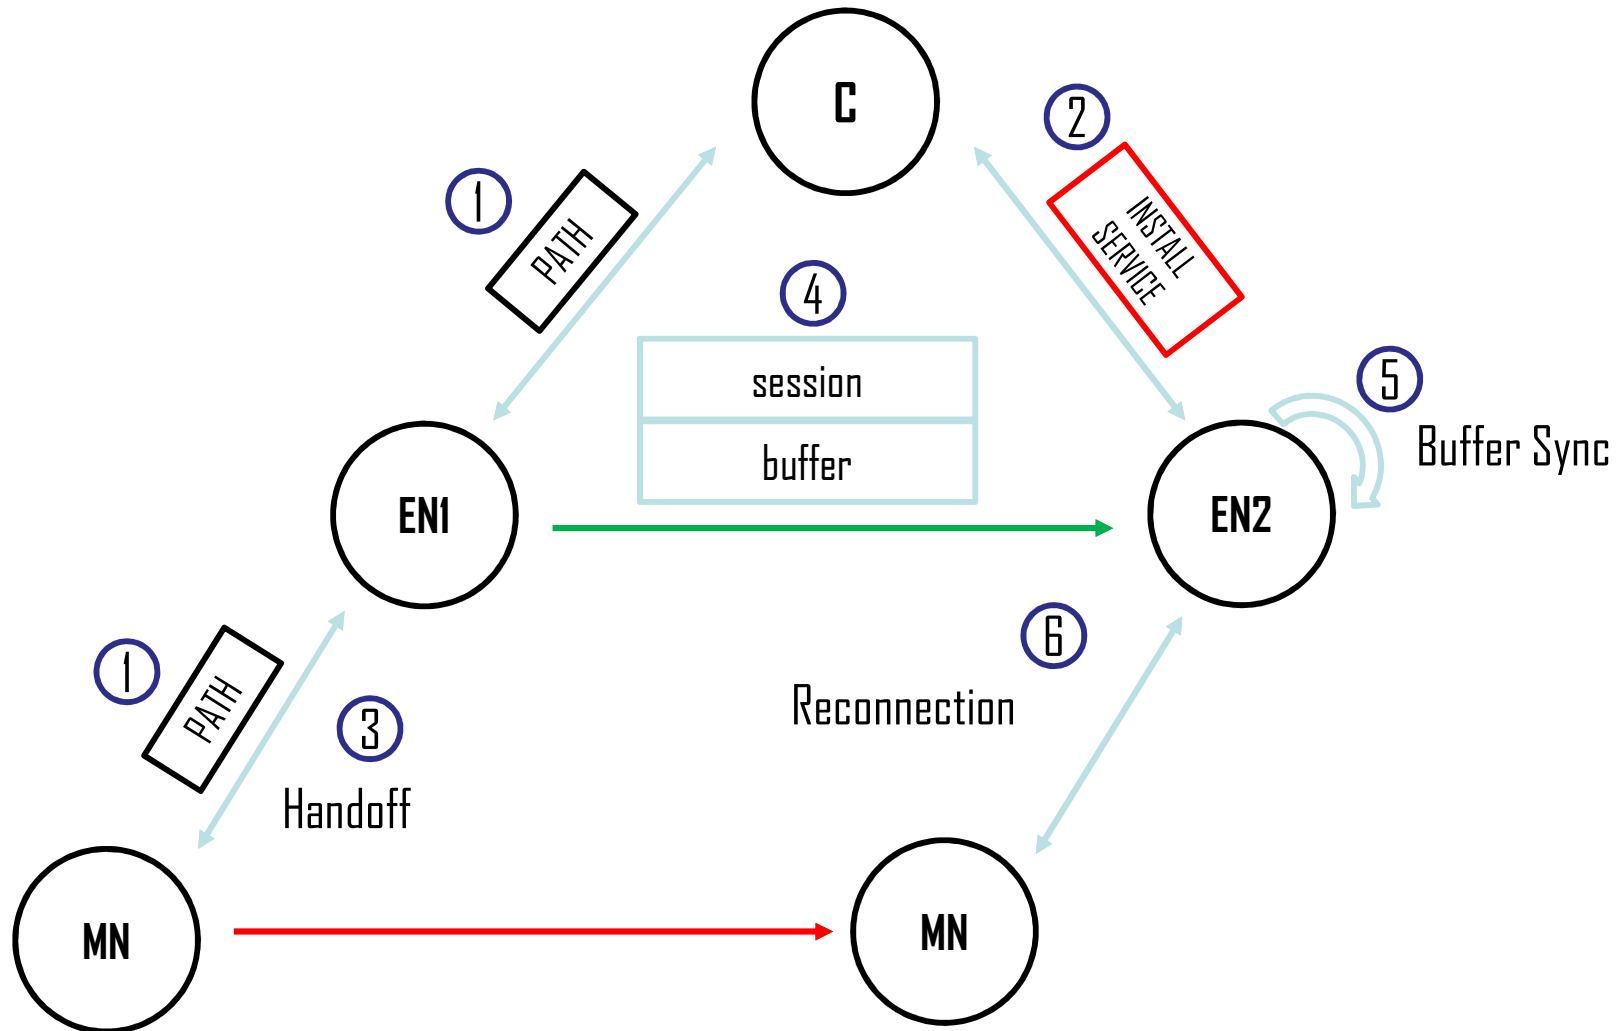 C
2
1
INSTALL
SERVICE
PATH
4
session
5
Buffer Sync
buffer
EN1
EN2
6
1
PATH
3
Reconnection
Handoff
MN
MN